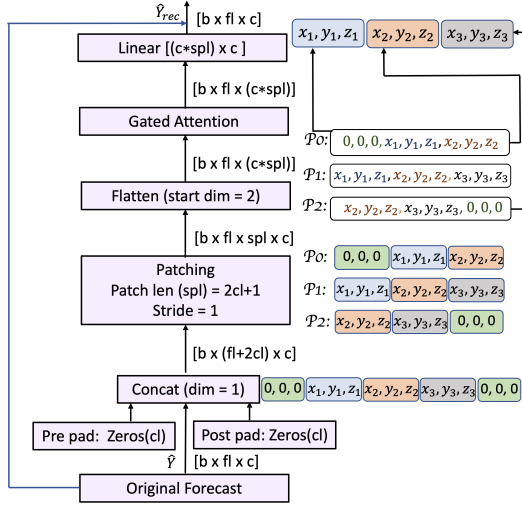 Ŷrec [b x fl x c]
Linear [(c*spl) x c ]
x₁, y₁, z₁ x₂, y₂, z₂ x₃, y₃, z₃
[b x fl x (c*spl)]
Gated Attention
𝒫0: 0, 0, 0, x₁, y₁, z₁, x₂, y₂, z₂
[b x fl x (c*spl)]
𝒫1: x₁, y₁, z₁, x₂, y₂, z₂, x₃, y₃, z₃
Flatten (start dim = 2)
𝒫2: x₂, y₂, z₂, x₃, y₃, z₃, 0, 0, 0
[b x fl x spl x c]
Patching
Patch len (spl) = 2cl+1
Stride = 1
𝒫0: 0, 0, 0 x₁, y₁, z₁ x₂, y₂, z₂
𝒫1: x₁, y₁, z₁ x₂, y₂, z₂ x₃, y₃, z₃
𝒫2: x₂, y₂, z₂ x₃, y₃, z₃ 0, 0, 0
[b x (fl+2cl) x c]
Concat (dim = 1) 0, 0, 0 x₁, y₁, z₁ x₂, y₂, z₂ x₃, y₃, z₃ 0, 0, 0
Pre pad: Zeros(cl)
Post pad: Zeros(cl)
Ŷ [b x fl x c]
Original Forecast